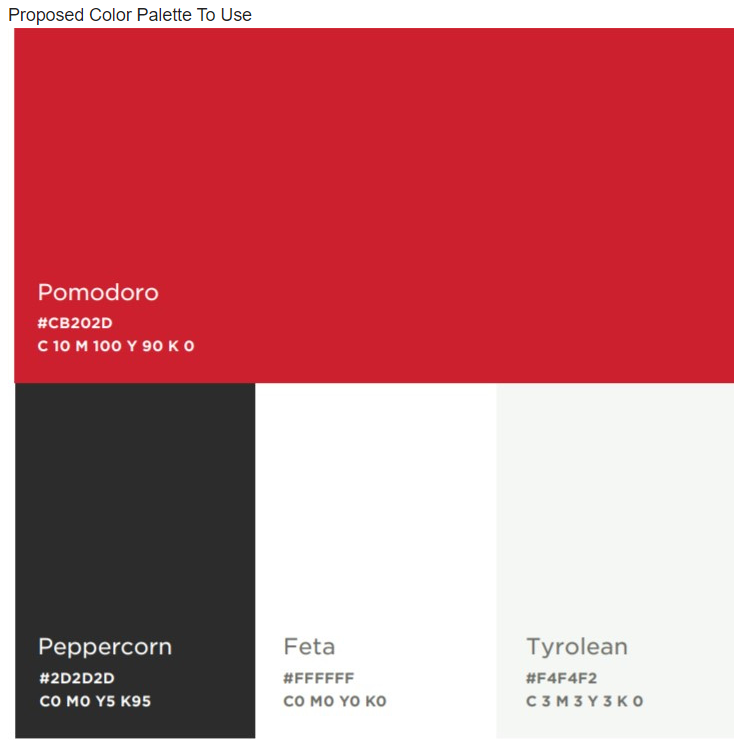 Proposed Color Palette To Use
Pomodoro
#CB202D
C 10 M 100 Y 90 K 0
Peppercorn
#2D2D2D
C0 M0 Y5 K95
Feta
#FFFFFF
C0 M0 Y0 K0
Tyrolean
#F4F4F2
C 3 M 3 Y 3 K 0